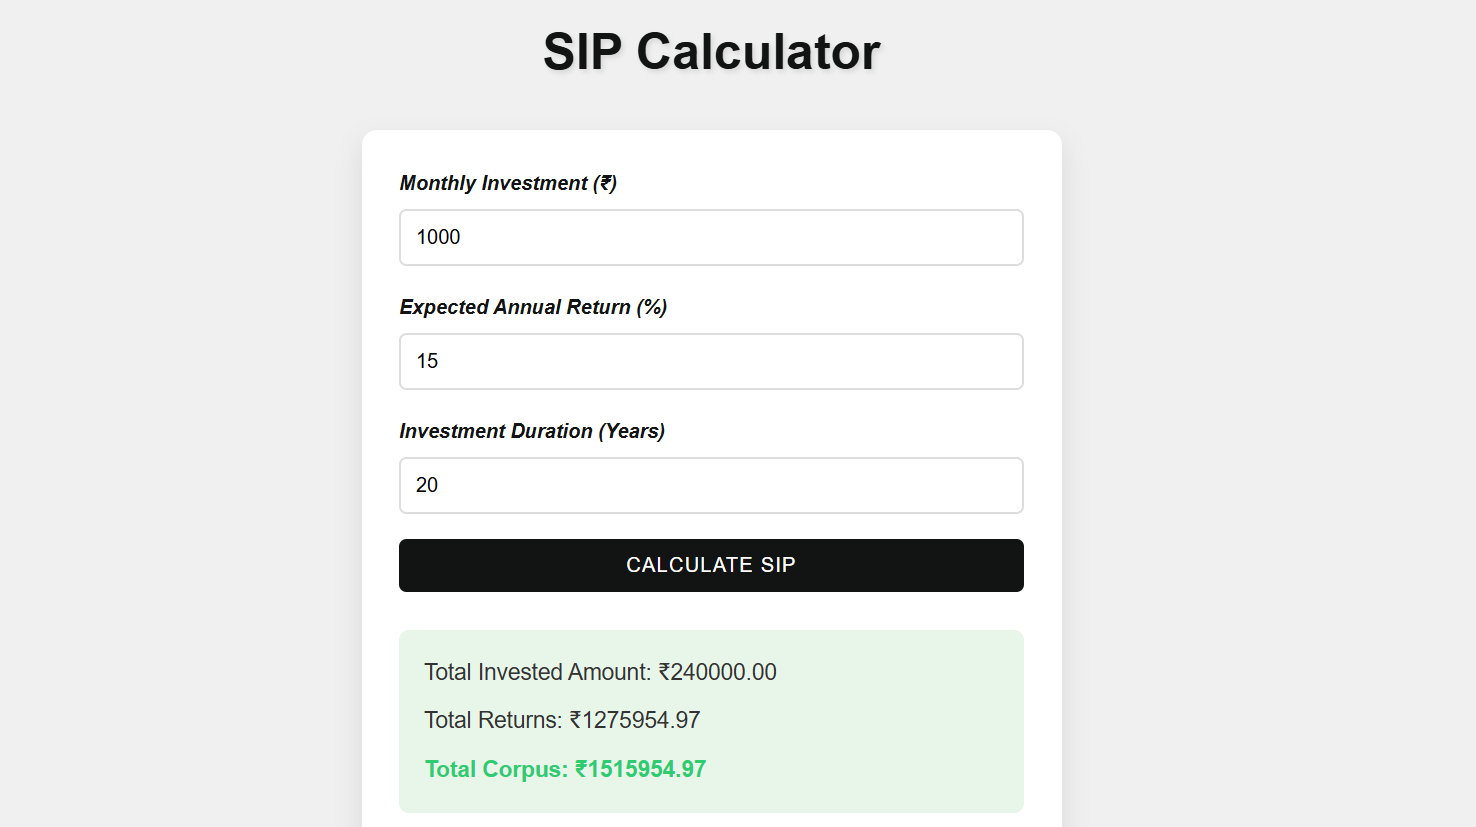 SIP Calculator
Monthly Investment (₹)
1000
Expected Annual Return (%)
15
Investment Duration (Years)
20
CALCULATE SIP
Total Invested Amount: ₹240000.00
Total Returns: ₹1275954.97
Total Corpus: ₹1515954.97